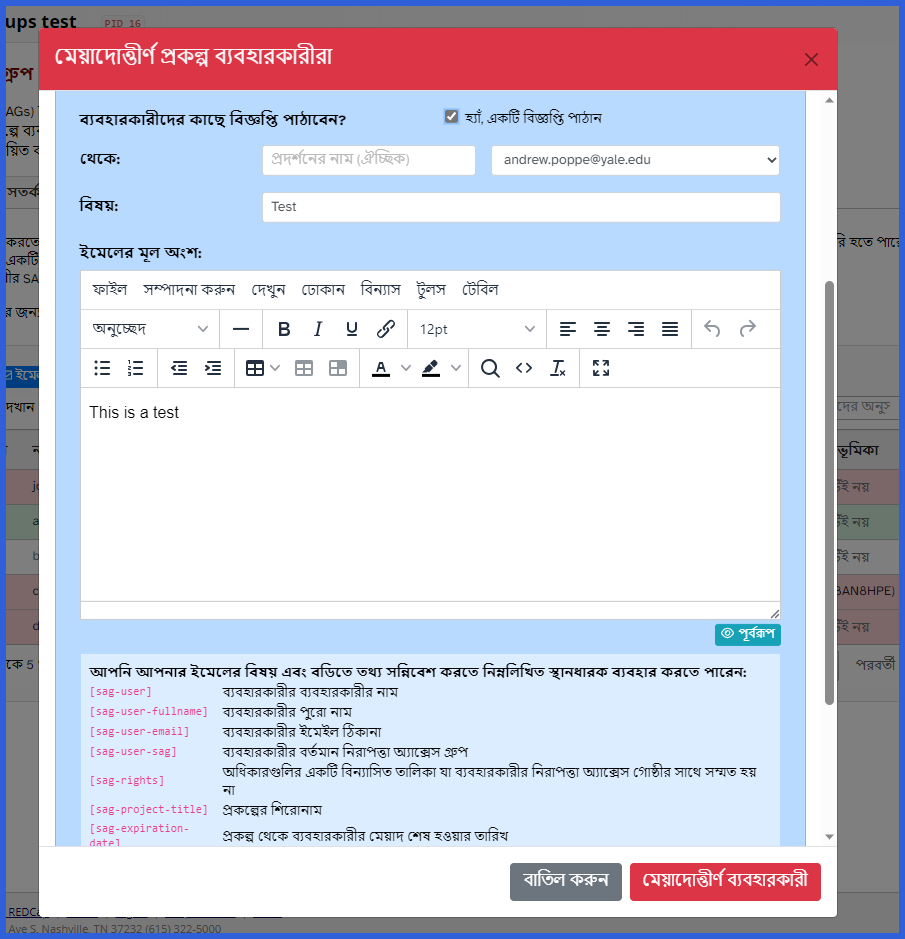 ups test PID 16
মেয়াদোত্তীর্ণ প্রকল্প ব্যবহারকারীরা
ব্যবহারকারীদের কাছে বিজ্ঞপ্তি পাঠাবেন? হ্যাঁ, একটি বিজ্ঞপ্তি পাঠান
থেকে: প্রদর্শনের নাম (ঐচ্ছিক) andrew.poppe@yale.edu
বিষয়: Test
ইমেলের মূল অংশ:
ফাইল সম্পাদনা করুন দেখুন ঢোকান বিন্যাস টুলস টেবিল
অনুচ্ছেদ B I U 12pt
This is a test
পূর্বরূপ
আপনি আপনার ইমেলের বিষয় এবং বডিতে তথ্য সন্নিবেশ করতে নিম্নলিখিত স্থানধারক ব্যবহার করতে পারেন:
[sag-user] ব্যবহারকারীর ব্যবহারকারীর নাম
[sag-user-fullname] ব্যবহারকারীর পুরো নাম
[sag-user-email] ব্যবহারকারীর ইমেইল ঠিকানা
[sag-user-sag] ব্যবহারকারীর বর্তমান নিরাপত্তা অ্যাক্সেস গ্রুপ
[sag-rights] অধিকারগুলির একটি বিন্যাসিত তালিকা যা ব্যবহারকারীর নিরাপত্তা অ্যাক্সেস গোষ্ঠীর সাথে সম্মত হয়
না
[sag-project-title] প্রকল্পের শিরোনাম
[sag-expiration-
date] প্রকল্প থেকে ব্যবহারকারীর মেয়াদ শেষ হওয়ার তারিখ
বাতিল করুন মেয়াদোত্তীর্ণ ব্যবহারকারী
ভূমিকা
পরবর্তী
Ave S, Nashville, TN 37232 (615) 322-5000